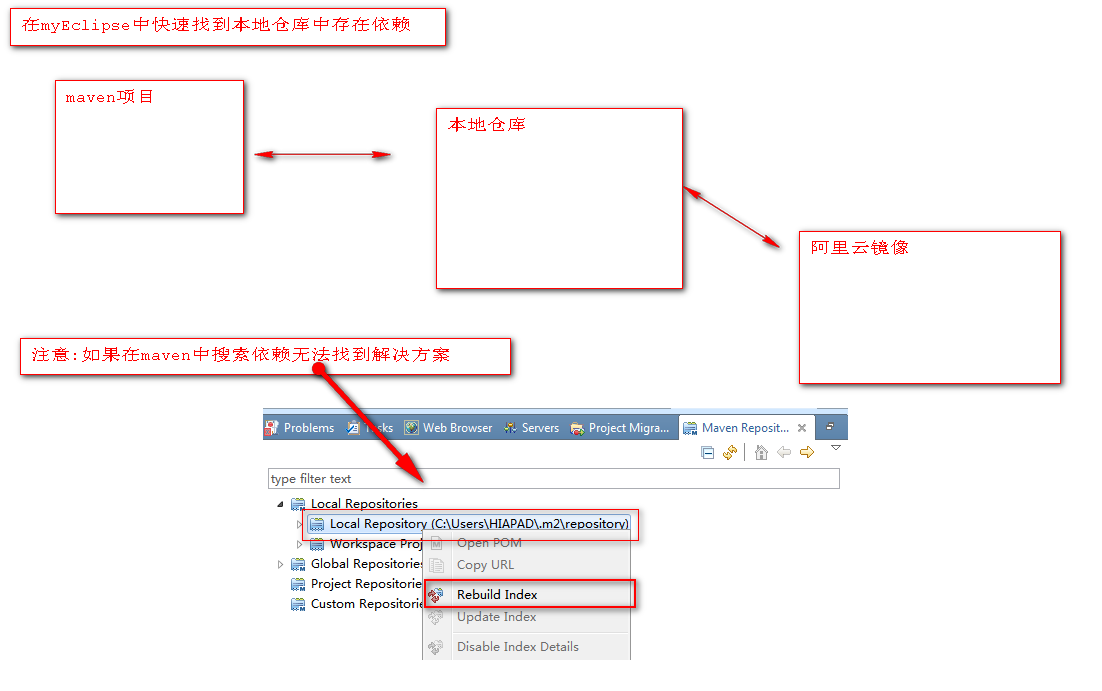 在myEclipse中快速找到本地仓库中存在依赖
maven项目
本地仓库
阿里云镜像
注意:如果在maven中搜索依赖无法找到解决方案
Problems Tasks Web Browser Servers Project Migra... Maven Reposit...
type filter text
Local Repositories
Local Repository (C:\Users\HIAPAD\.m2\repository)
Workspace Proj
Open POM
Global Repositories
Copy URL
Project Repositorie
Rebuild Index
Custom Repositorie
Update Index
Disable Index Details